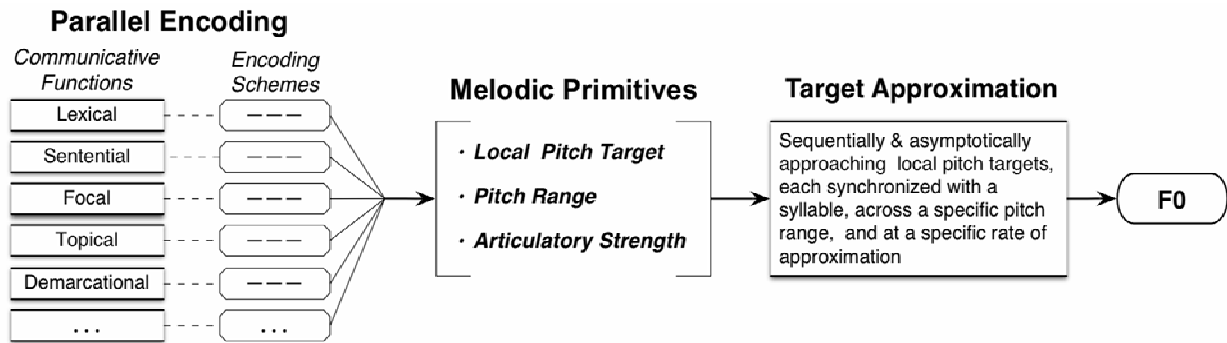 Parallel Encoding
Communicative
Functions
Encoding
Schemes
Lexical
Sentential
Focal
Topical
Demarcational
...
...
Melodic Primitives
· Local Pitch Target
· Pitch Range
· Articulatory Strength
Target Approximation
Sequentially & asymptotically
approaching local pitch targets,
each synchronized with a
syllable, across a specific pitch
range, and at a specific rate of
approximation
F0